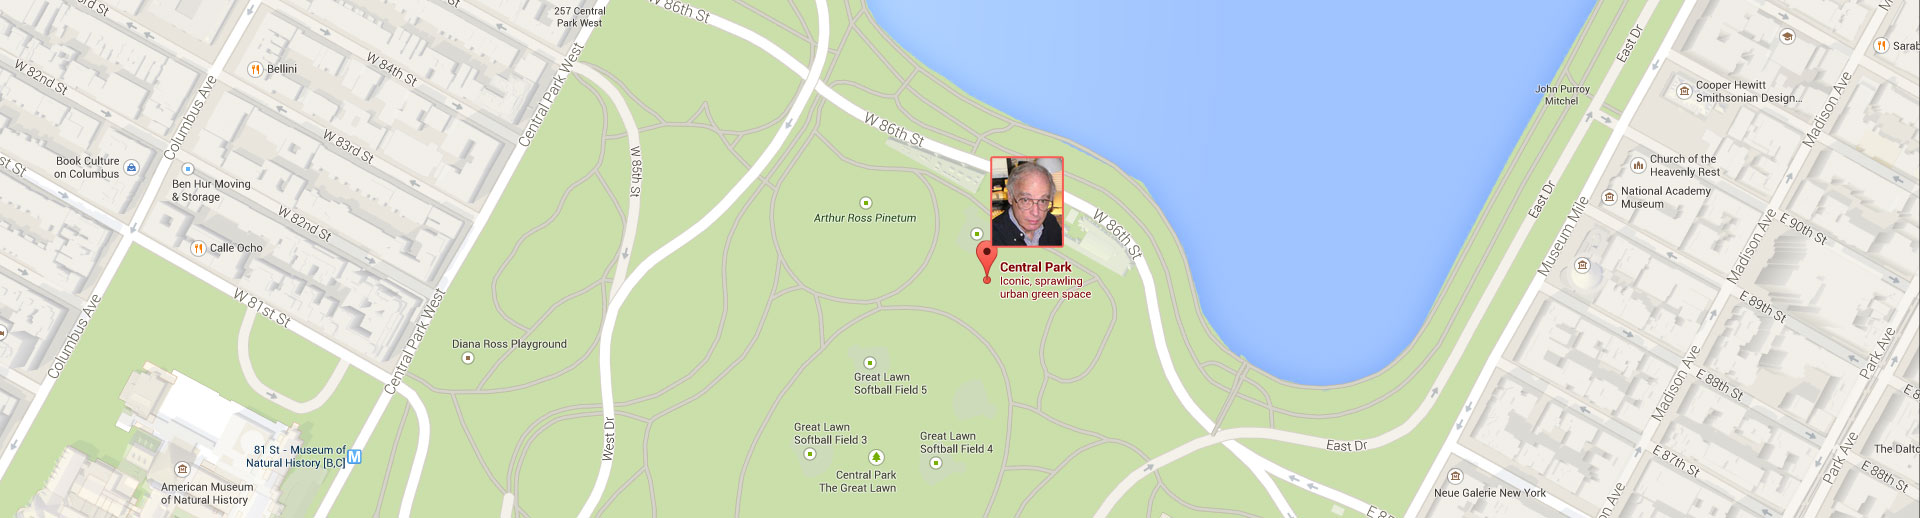 257 Central
Park West
W 86th St
Bellini
W 84th St
W 82nd St
Columbus Ave
Central Park West
East Dr
Sarab
Cooper Hewitt
Smithsonian Design...
John Purroy
Mitchel
Madison Ave
W 86th St
W 83rd St
W 85th St
Book Culture
on Columbus
Ben Hur Moving
& Storage
Church of the
Heavenly Rest
National Academy
Museum
East Dr
Arthur Ross Pinetum
W 82nd St
W 86th St
Museum Mile
E 90th St
Madison Ave
Calle Ocho
Central Park
Iconic, sprawling
urban green space
W 81st St
E 89th St
Columbus Ave
Central Park West
Diana Ross Playground
Park Ave
Great Lawn
Softball Field 5
Madison Ave
E 88th St
Great Lawn
Softball Field 3
Great Lawn
Softball Field 4
West Dr
East Dr
81 St - Museum of
Natural History [B,C]
M
The Dalto
E 87th St
Park Ave
E 88th St
Central Park
The Great Lawn
American Museum
of Natural History
Neue Galerie New York